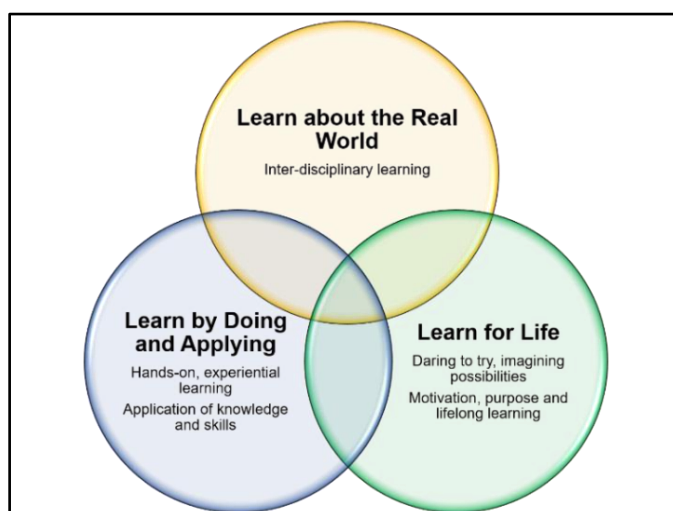 Learn about the Real
World
Inter-disciplinary learning
Learn by Doing
and Applying
Hands-on, experiential
learning
Application of knowledge
and skills
Learn for Life
Daring to try, imagining
possibilities
Motivation, purpose and
lifelong learning